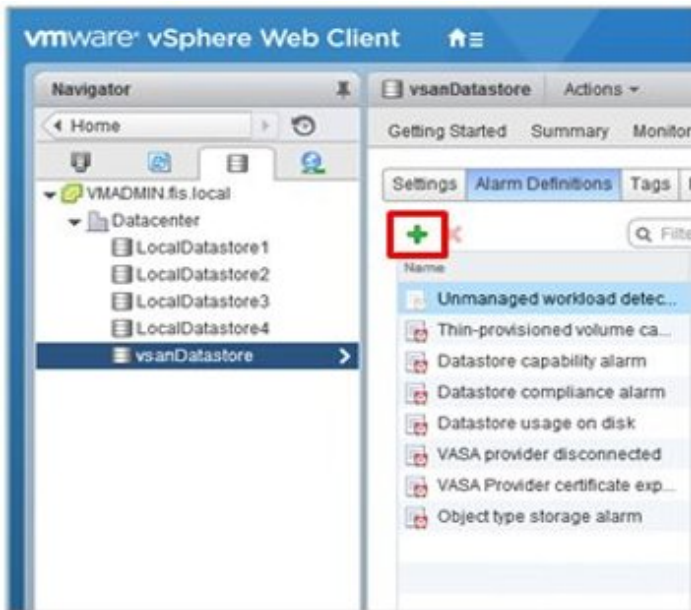 vmware vSphere Web Client
Navigator
Home
VMADMIN.fis.local
Datacenter
LocalDatastore1
LocalDatastore2
LocalDatastore3
LocalDatastore4
vsanDatastore
vsanDatastore Actions
Getting Started Summary Monitor
Settings Alarm Definitions Tags
Filte
Name
Unmanaged workload detec...
Thin-provisioned volume ca...
Datastore capability alarm
Datastore compliance alarm
Datastore usage on disk
VASA provider disconnected
VASA Provider certificate exp...
Object type storage alarm